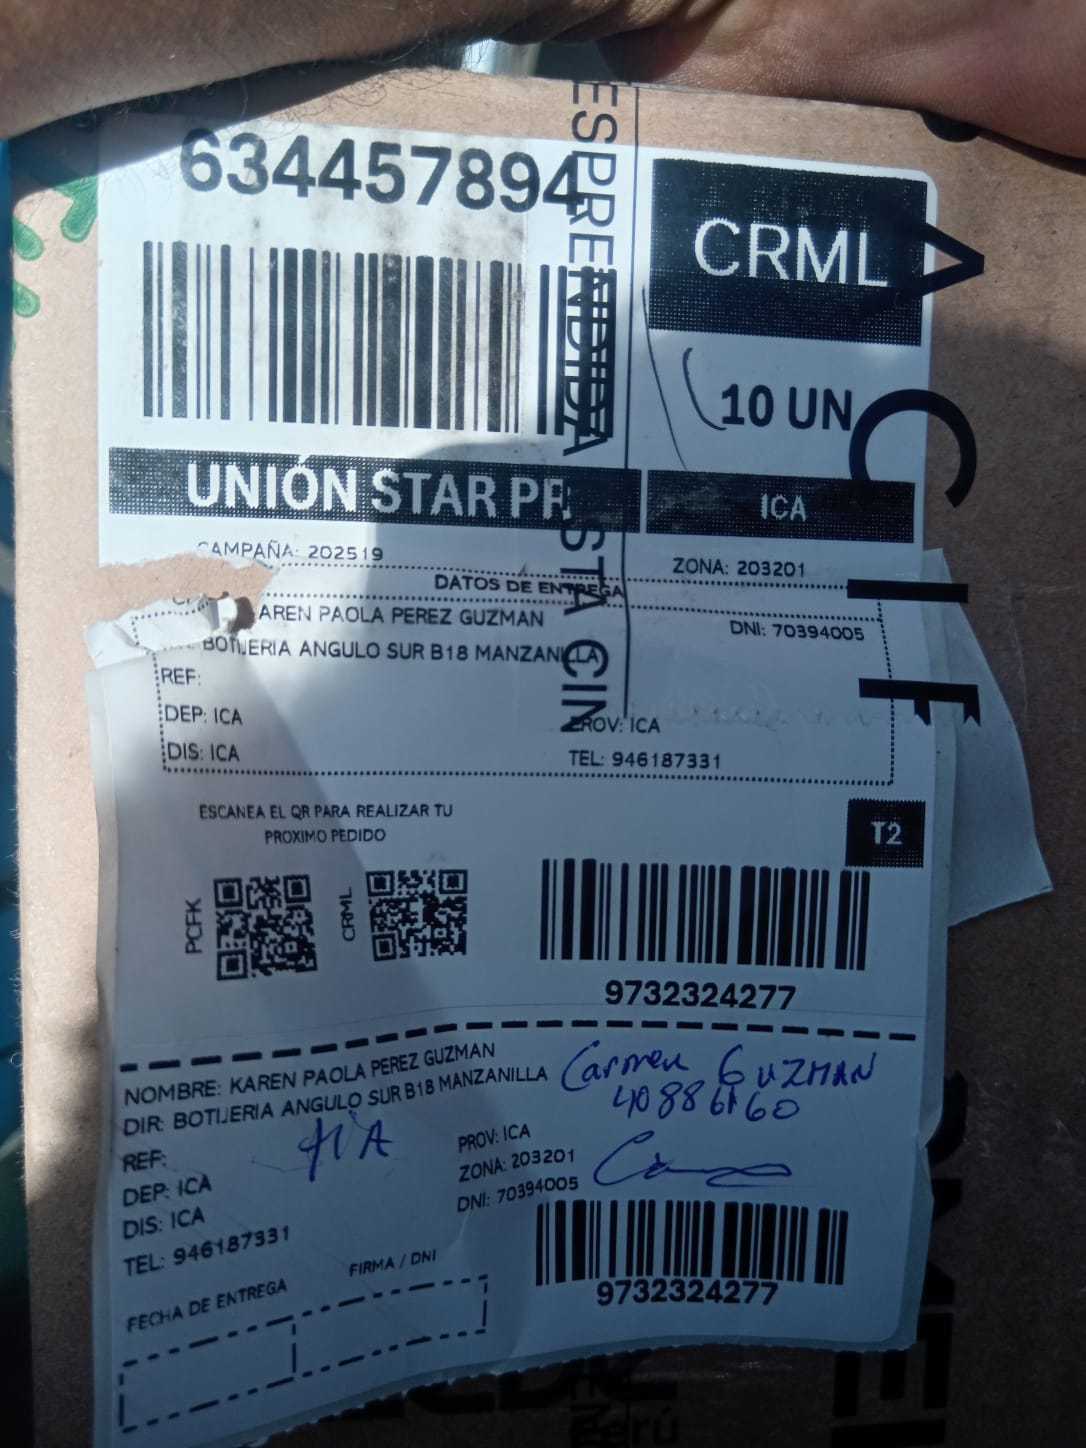 634457894
CRML
10 UN
UNIÓN STAR PR
ICA
CAMPAÑA: 202519
ZONA: 203201
DATOS DE ENTREGA
KAREN PAOLA PEREZ GUZMAN
DNI: 70394005
BOTIJERIA ANGULO SUR B18 MANZANILLA
REF:
DEP: ICA
PROV: ICA
DIS: ICA
TEL: 946187331
ESPRENDIDA
STA CIN
ESCANEA EL QR PARA REALIZAR TU
PROXIMO PEDIDO
T2
PCFK
CRML
9732324277
NOMBRE: KAREN PAOLA PEREZ GUZMAN
Carmen GUZMAN
DIR: BOTIJERIA ANGULO SUR B18 MANZANILLA
REF:
PROV: ICA
DEP: ICA
ZONA: 203201
DIS: ICA
DNI: 70394005
TEL: 946187331
FECHA DE ENTREGA
FIRMA / DNI
9732324277